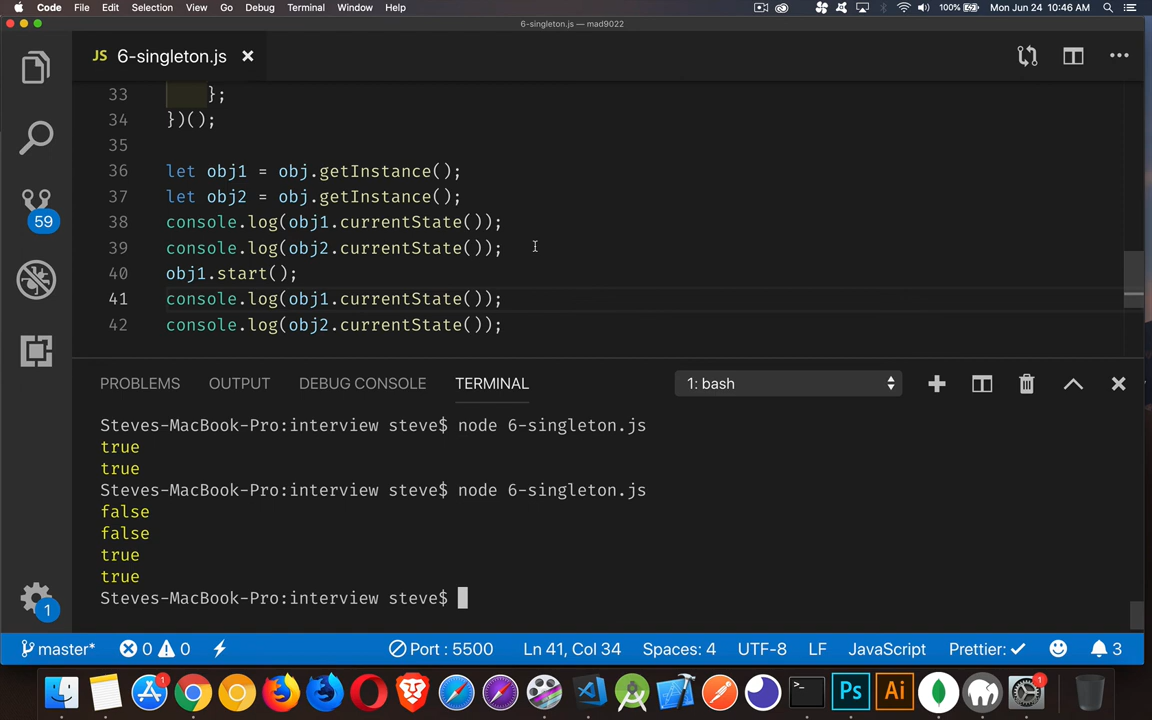 Code File Edit Selection View Go Debug Terminal Window Help 100% Mon Jun 24 10:46 AM
6-singleton.js — mad9022
JS 6-singleton.js
33 };
34 })();
35
36 let obj1 = obj.getInstance();
37 let obj2 = obj.getInstance();
38 console.log(obj1.currentState());
39 console.log(obj2.currentState());
40 obj1.start();
41 console.log(obj1.currentState());
42 console.log(obj2.currentState());
59
PROBLEMS OUTPUT DEBUG CONSOLE TERMINAL 1: bash
Steves-MacBook-Pro:interview steve$ node 6-singleton.js
true
true
Steves-MacBook-Pro:interview steve$ node 6-singleton.js
false
false
true
true
Steves-MacBook-Pro:interview steve$
1
master* 0 0 Port : 5500 Ln 41, Col 34 Spaces: 4 UTF-8 LF JavaScript Prettier: 3
1 >_ Ps Ai 1